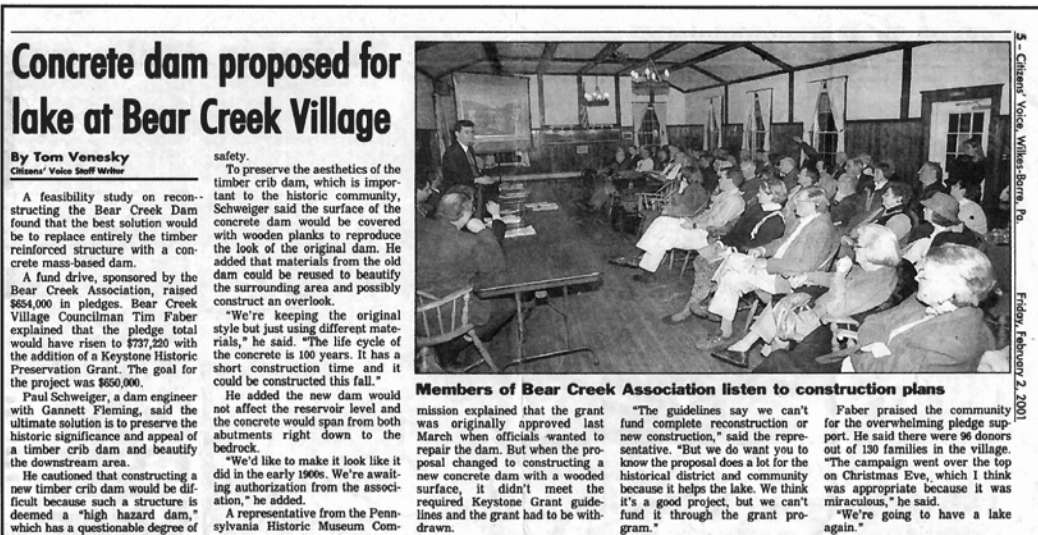 Concrete dam proposed for
lake at Bear Creek Village
By Tom Venesky
Citizens' Voice Staff Writer
A feasibility study on recon-
structing the Bear Creek Dam
found that the best solution would
be to replace entirely the timber
reinforced structure with a con-
crete mass-based dam.
A fund drive, sponsored by the
Bear Creek Association, raised
$654,000 in pledges. Bear Creek
Village Councilman Tim Faber
explained that the pledge total
would have risen to $737,220 with
the addition of a Keystone Historic
Preservation Grant. The goal for
the project was $650,000.
Paul Schweiger, a dam engineer
with Gannett Fleming, said the
ultimate solution is to preserve the
historic significance and appeal of
a timber crib dam and beautify
the downstream area.
He cautioned that constructing a
new timber crib dam would be dif-
ficult because such a structure is
deemed a "high hazard dam,"
which has a questionable degree of
safety.
To preserve the aesthetics of the
timber crib dam, which is impor-
tant to the historic community,
Schweiger said the surface of the
concrete dam would be covered
with wooden planks to reproduce
the look of the original dam. He
added that materials from the old
dam could be reused to beautify
the surrounding area and possibly
construct an overlook.
"We're keeping the original
style but just using different mate-
rials," he said. "The life cycle of
the concrete is 100 years. It has a
short construction time and it
could be constructed this fall."
He added the new dam would
not affect the reservoir level and
the concrete would span from both
abutments right down to the
bedrock.
"We'd like to make it look like it
did in the early 1900s. We're await-
ing authorization from the associ-
ation," he added.
A representative from the Penn-
sylvania Historic Museum Com-
Members of Bear Creek Association listen to construction plans
mission explained that the grant
was originally approved last
March when officials wanted to
repair the dam. But when the pro-
posal changed to constructing a
new concrete dam with a wooded
surface, it didn't meet the
required Keystone Grant guide-
lines and the grant had to be with-
drawn.
"The guidelines say we can't
fund complete reconstruction or
new construction," said the repre-
sentative. "But we do want you to
know the proposal does a lot for the
historical district and community
because it helps the lake. We think
it's a good project, but we can't
fund it through the grant pro-
gram."
Faber praised the community
for the overwhelming pledge sup-
port. He said there were 96 donors
out of 130 families in the village.
"The campaign went over the top
on Christmas Eve, which I think
was appropriate because it was
miraculous," he said.
"We're going to have a lake
again."
5 – Citizens' Voice, Wilkes-Barre, Pa. Friday, February 2, 2001